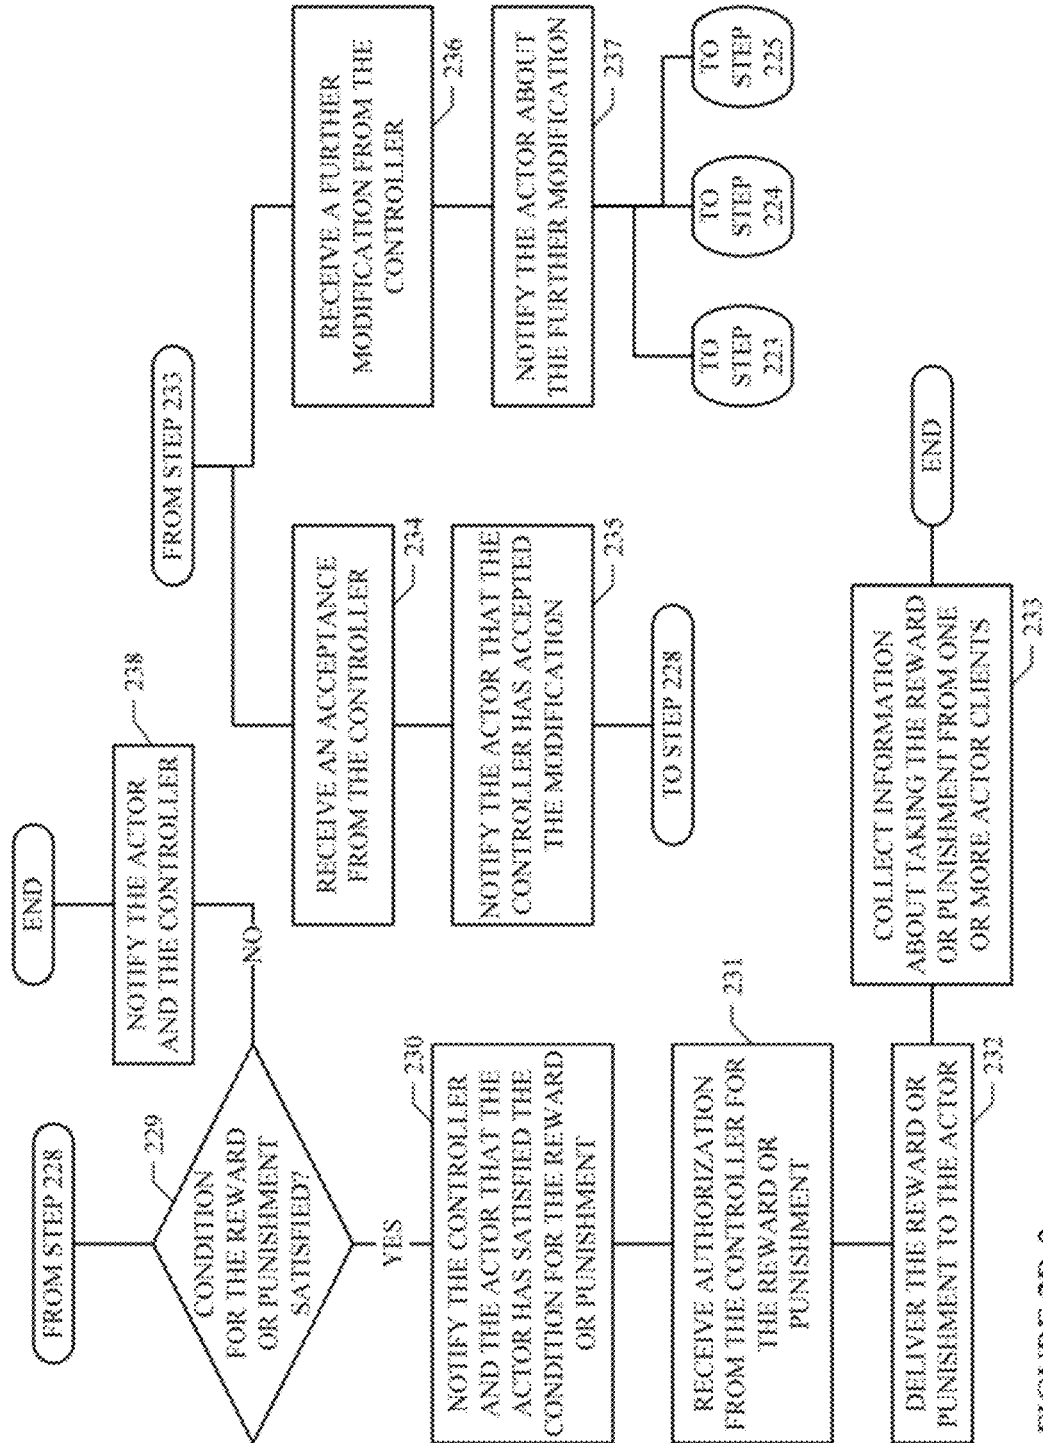 FROM STEP 228
229
CONDITION
FOR THE REWARD
OR PUNISHMENT
SATISFIED?
NO
YES
END
NOTIFY THE ACTOR
AND THE CONTROLLER
238
230
NOTIFY THE CONTROLLER
AND THE ACTOR THAT THE
ACTOR HAS SATISFIED THE
CONDITION FOR THE REWARD
OR PUNISHMENT
231
RECEIVE AUTHORIZATION
FROM THE CONTROLLER FOR
THE REWARD OR
PUNISHMENT
DELIVER THE REWARD OR
PUNISHMENT TO THE ACTOR
232
COLLECT INFORMATION
ABOUT TAKING THE REWARD
OR PUNISHMENT FROM ONE
OR MORE ACTOR CLIENTS
233
END
FROM STEP 233
RECEIVE AN ACCEPTANCE
FROM THE CONTROLLER
234
NOTIFY THE ACTOR THAT THE
CONTROLLER HAS ACCEPTED
THE MODIFICATION
235
TO STEP 228
RECEIVE A FURTHER
MODIFICATION FROM THE
CONTROLLER
236
NOTIFY THE ACTOR ABOUT
THE FURTHER MODIFICATION
237
TO
STEP
223
TO
STEP
224
TO
STEP
225